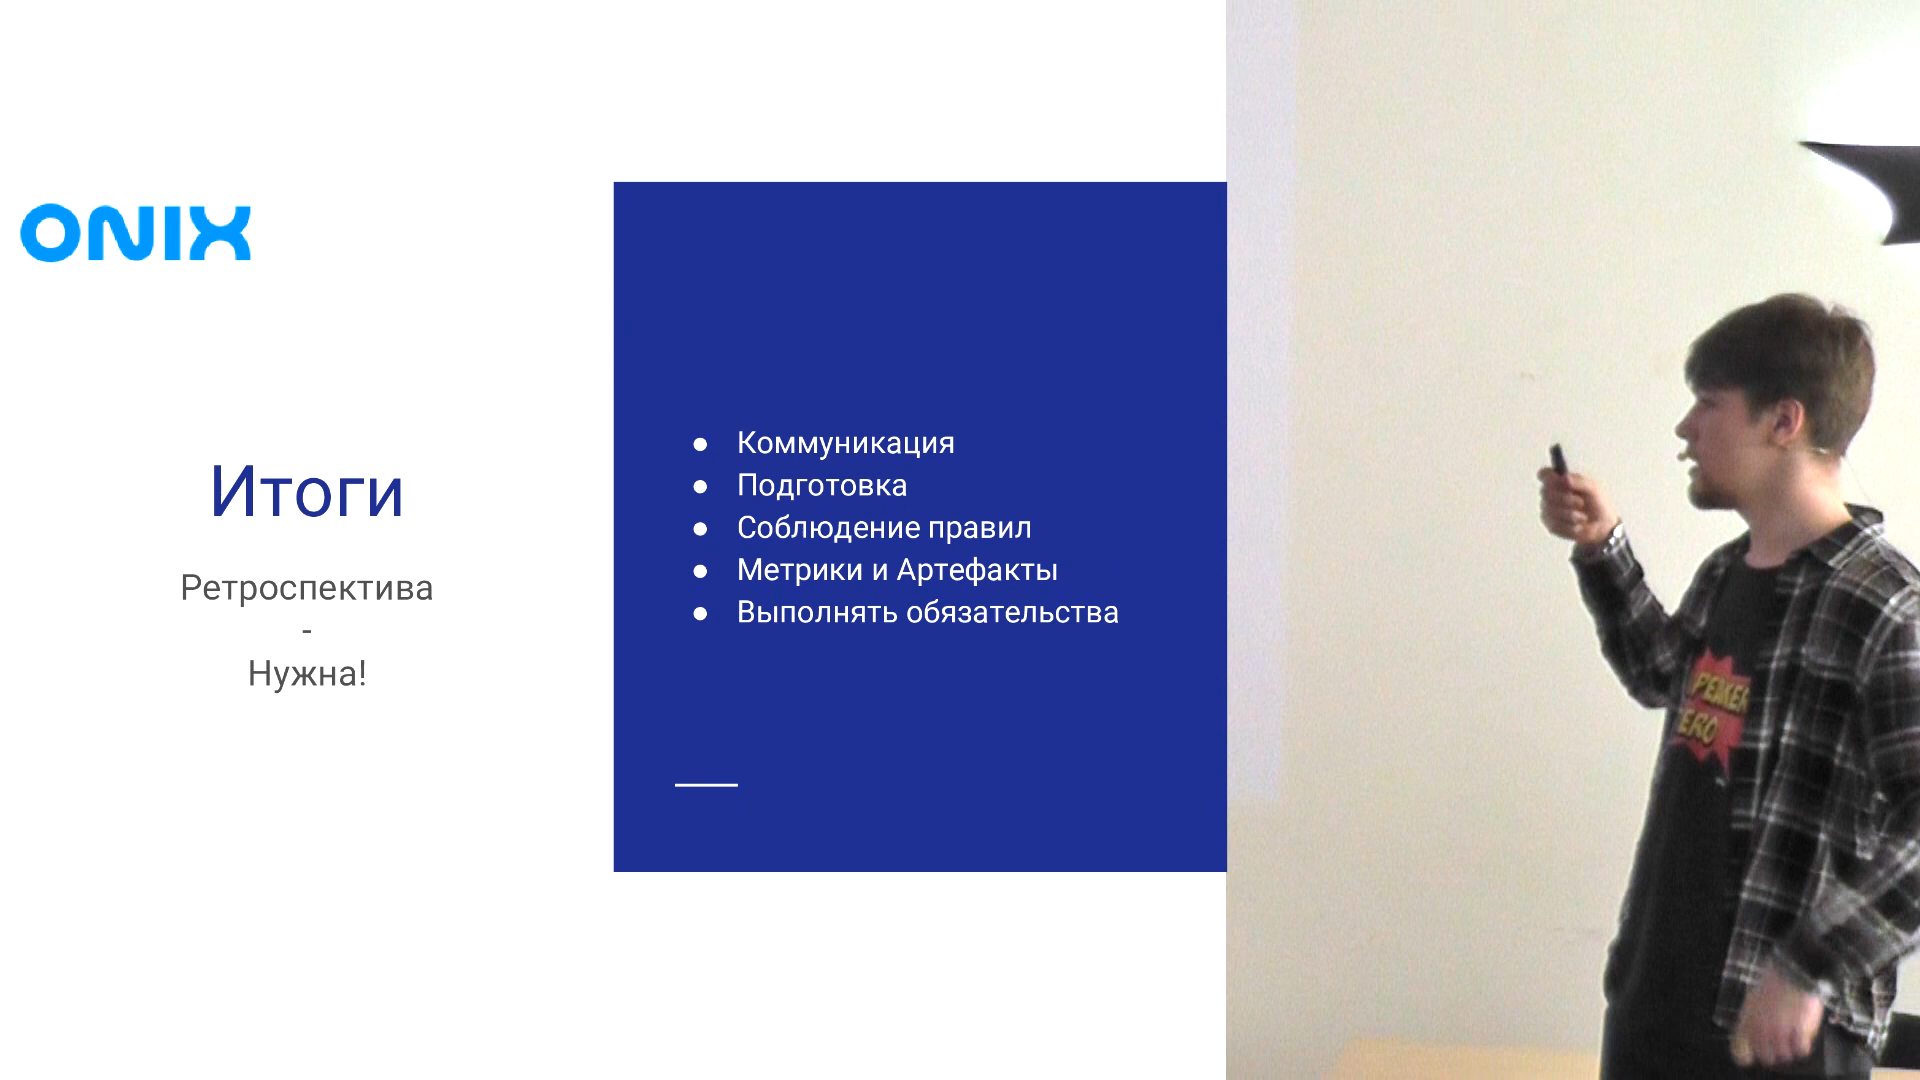 ONIX
Итоги
Ретроспектива
-
Нужна!
● Коммуникация
● Подготовка
● Соблюдение правил
● Метрики и Артефакты
● Выполнять обязательства